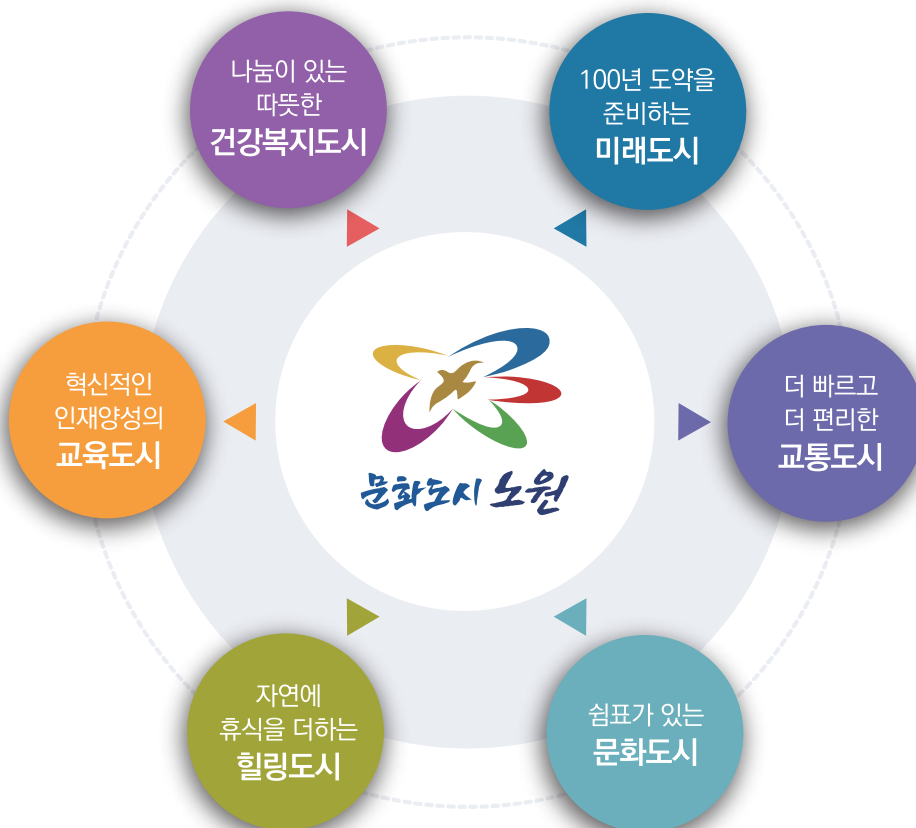 나눔이 있는
따뜻한
건강복지도시
100년 도약을
준비하는
미래도시
혁신적인
인재양성의
교육도시
문화도시 노원
더 빠르고
더 편리한
교통도시
자연에
휴식을 더하는
힐링도시
쉼표가 있는
문화도시